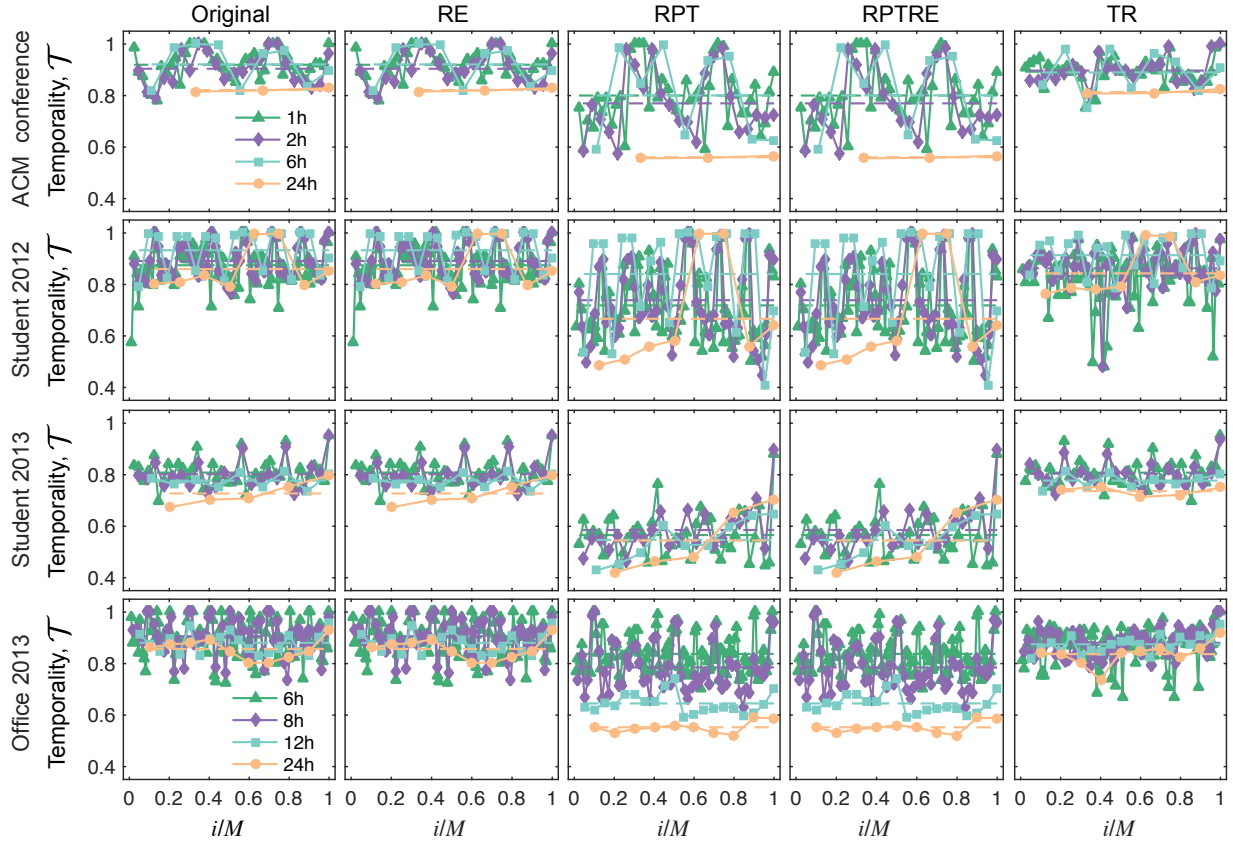 Original RE RPT RPTRE TR
ACM conference
Temporality, 𝒯
1
0.8
0.6
0.4
1h
2h
6h
24h
Student 2012
Temporality, 𝒯
1
0.8
0.6
0.4
Student 2013
Temporality, 𝒯
1
0.8
0.6
0.4
Office 2013
Temporality, 𝒯
1
0.8
0.6
0.4
6h
8h
12h
24h
0 0.2 0.4 0.6 0.8 1 0 0.2 0.4 0.6 0.8 1 0 0.2 0.4 0.6 0.8 1 0 0.2 0.4 0.6 0.8 1 0 0.2 0.4 0.6 0.8 1
i/M i/M i/M i/M i/M